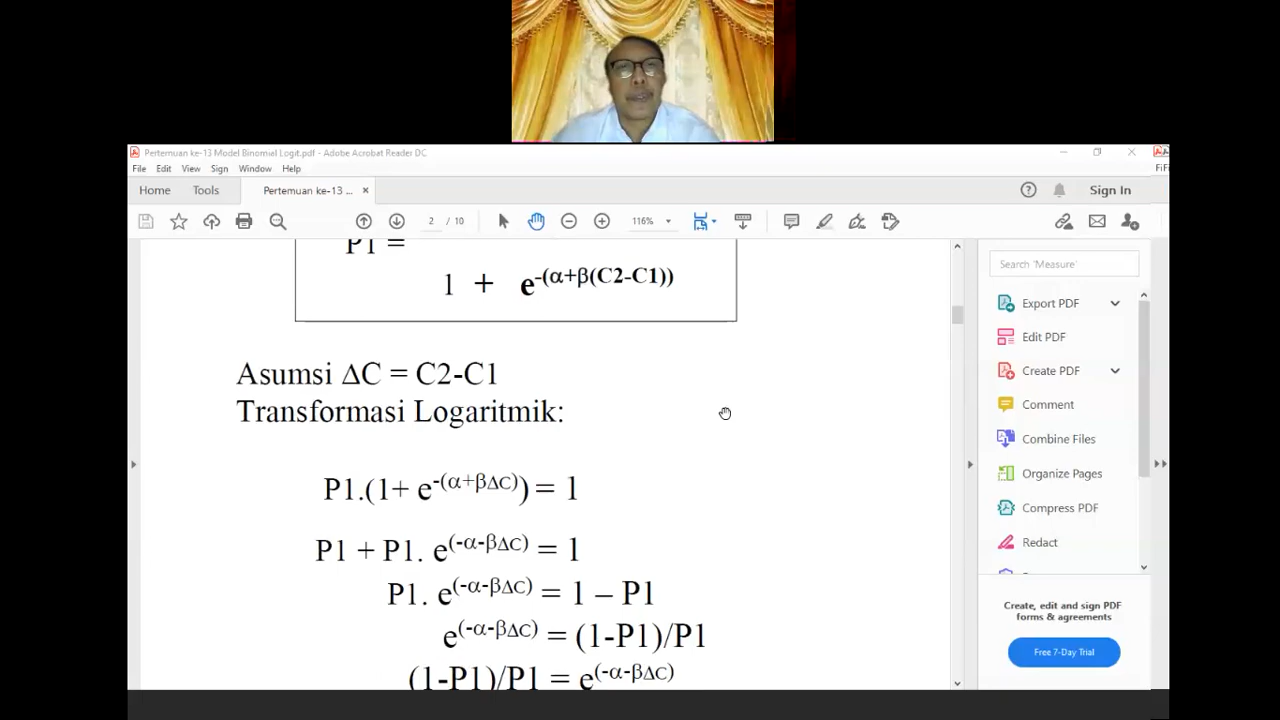 Pertemuan ke-13 Model Binomial Logit.pdf - Adobe Acrobat Reader DC
File Edit View Sign Window Help
FiFi
Home Tools Pertemuan ke-13 ... × Sign In
2 / 10 116%
P1 =
1 + e-(α+β(C2-C1))
Asumsi ΔC = C2-C1
Transformasi Logaritmik:
P1.(1+ e-(α+βΔC)) = 1
P1 + P1. e(-α-βΔC) = 1
P1. e(-α-βΔC) = 1 – P1
e(-α-βΔC) = (1-P1)/P1
(1-P1)/P1 = e(-α-βΔC)
Search 'Measure'
Export PDF
Edit PDF
Create PDF
Comment
Combine Files
Organize Pages
Compress PDF
Redact
Create, edit and sign PDF
forms & agreements
Free 7-Day Trial